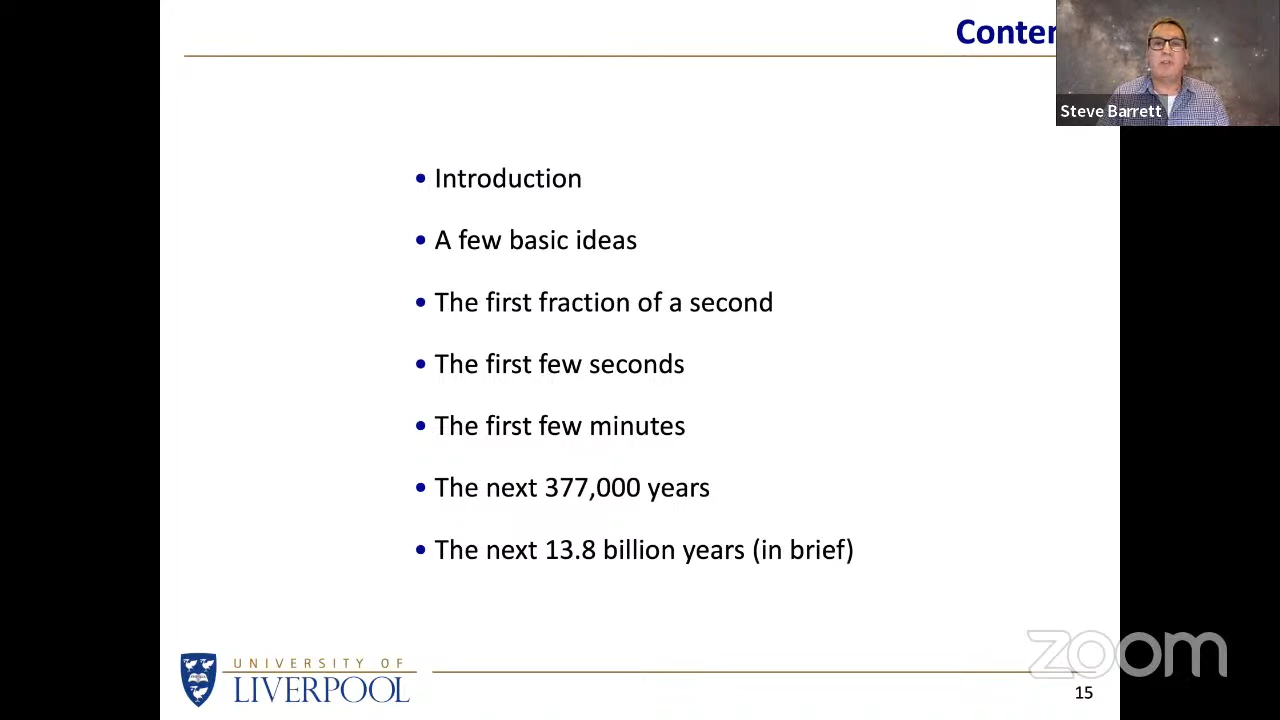 Conten
Steve Barrett
• Introduction
• A few basic ideas
• The first fraction of a second
• The first few seconds
• The first few minutes
• The next 377,000 years
• The next 13.8 billion years (in brief)
UNIVERSITY OF
LIVERPOOL
zoom
15